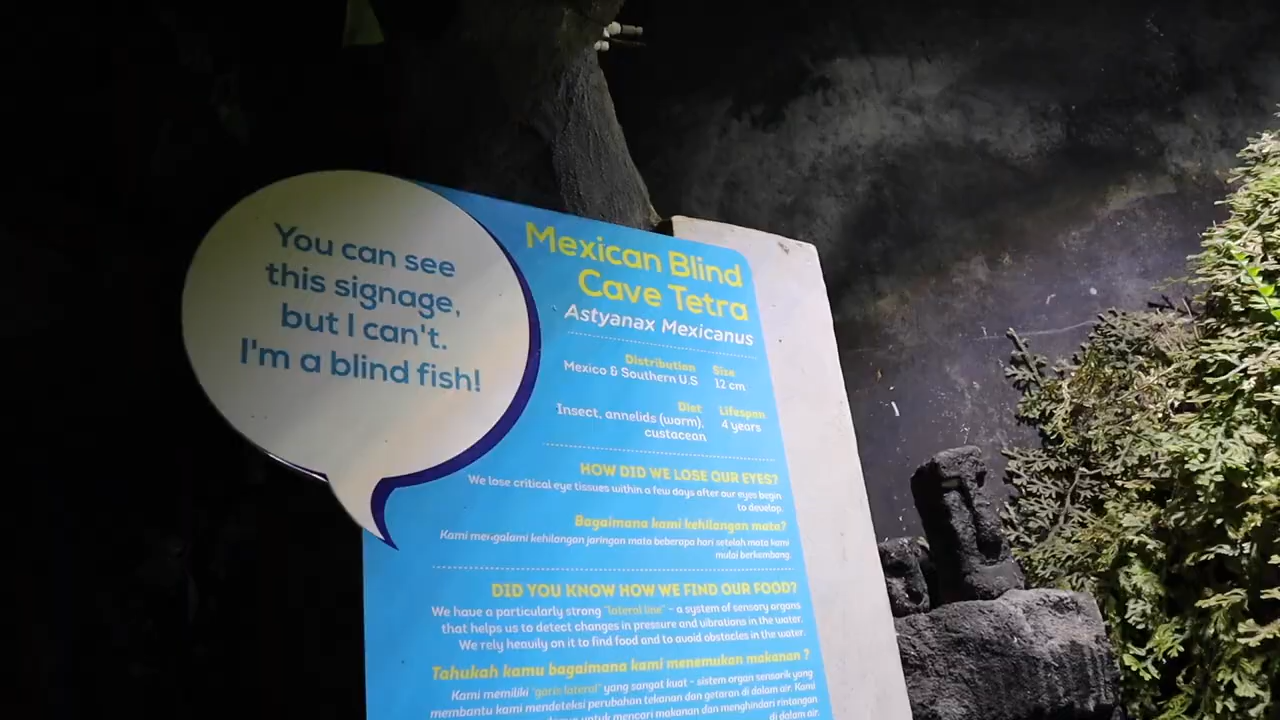 You can see
this signage,
but I can't.
I'm a blind fish!
Mexican Blind
Cave Tetra
Astyanax Mexicanus
Distribution
Mexico & Southern U.S
Size
12 cm
Diet
Insect, annelids (worm),
custacean
Lifespan
4 years
HOW DID WE LOSE OUR EYES?
We lose critical eye tissues within a few days after our eyes begin
to develop.
Bagaimana kami kehilangan mata?
Kami mengalami kehilangan jaringan mata beberapa hari setelah mata kami
mulai berkembang.
DID YOU KNOW HOW WE FIND OUR FOOD?
We have a particularly strong "lateral line" – a system of sensory organs
that helps us to detect changes in pressure and vibrations in the water.
We rely heavily on it to find food and to avoid obstacles in the water.
Tahukah kamu bagaimana kami menemukan makanan ?
Kami memiliki "garis lateral" yang sangat kuat - sistem organ sensorik yang
membantu kami mendeteksi perubahan tekanan dan getaran di dalam air. Kami
untuk mencari makanan dan menghindari rintangan
di dalam air.